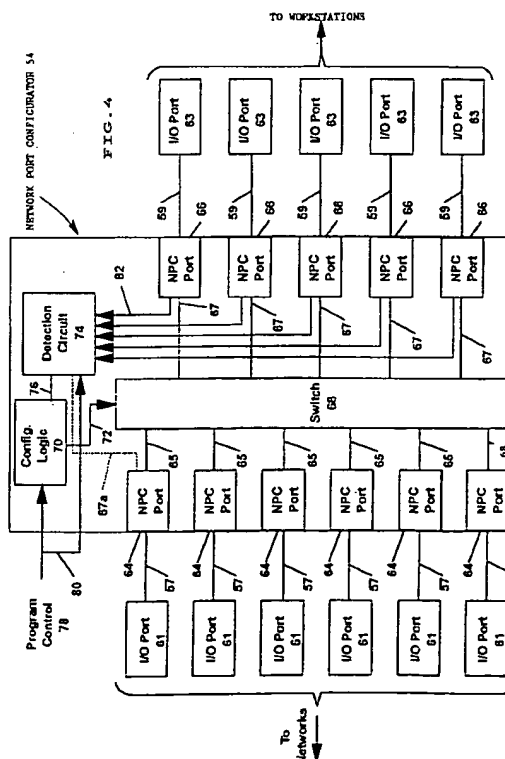 TO WORKSTATIONS
NETWORK PORT CONFIGURATOR 54
FIG. 4
I/O Port
63
I/O Port
63
I/O Port
63
I/O Port
63
I/O Port
63
59
59
59
59
59
66
66
66
66
66
NPC
Port
NPC
Port
NPC
Port
NPC
Port
NPC
Port
82
67
67
67
67
67
Detection
Circuit
74
76
Config.
Logic
70
72
67a
Switch
68
65
65
65
65
65
NPC
Port
NPC
Port
NPC
Port
NPC
Port
NPC
Port
NPC
Port
80
64
64
64
64
64
64
57
57
57
57
57
Program
Control
78
I/O Port
61
I/O Port
61
I/O Port
61
I/O Port
61
I/O Port
61
I/O Port
61
To
Networks